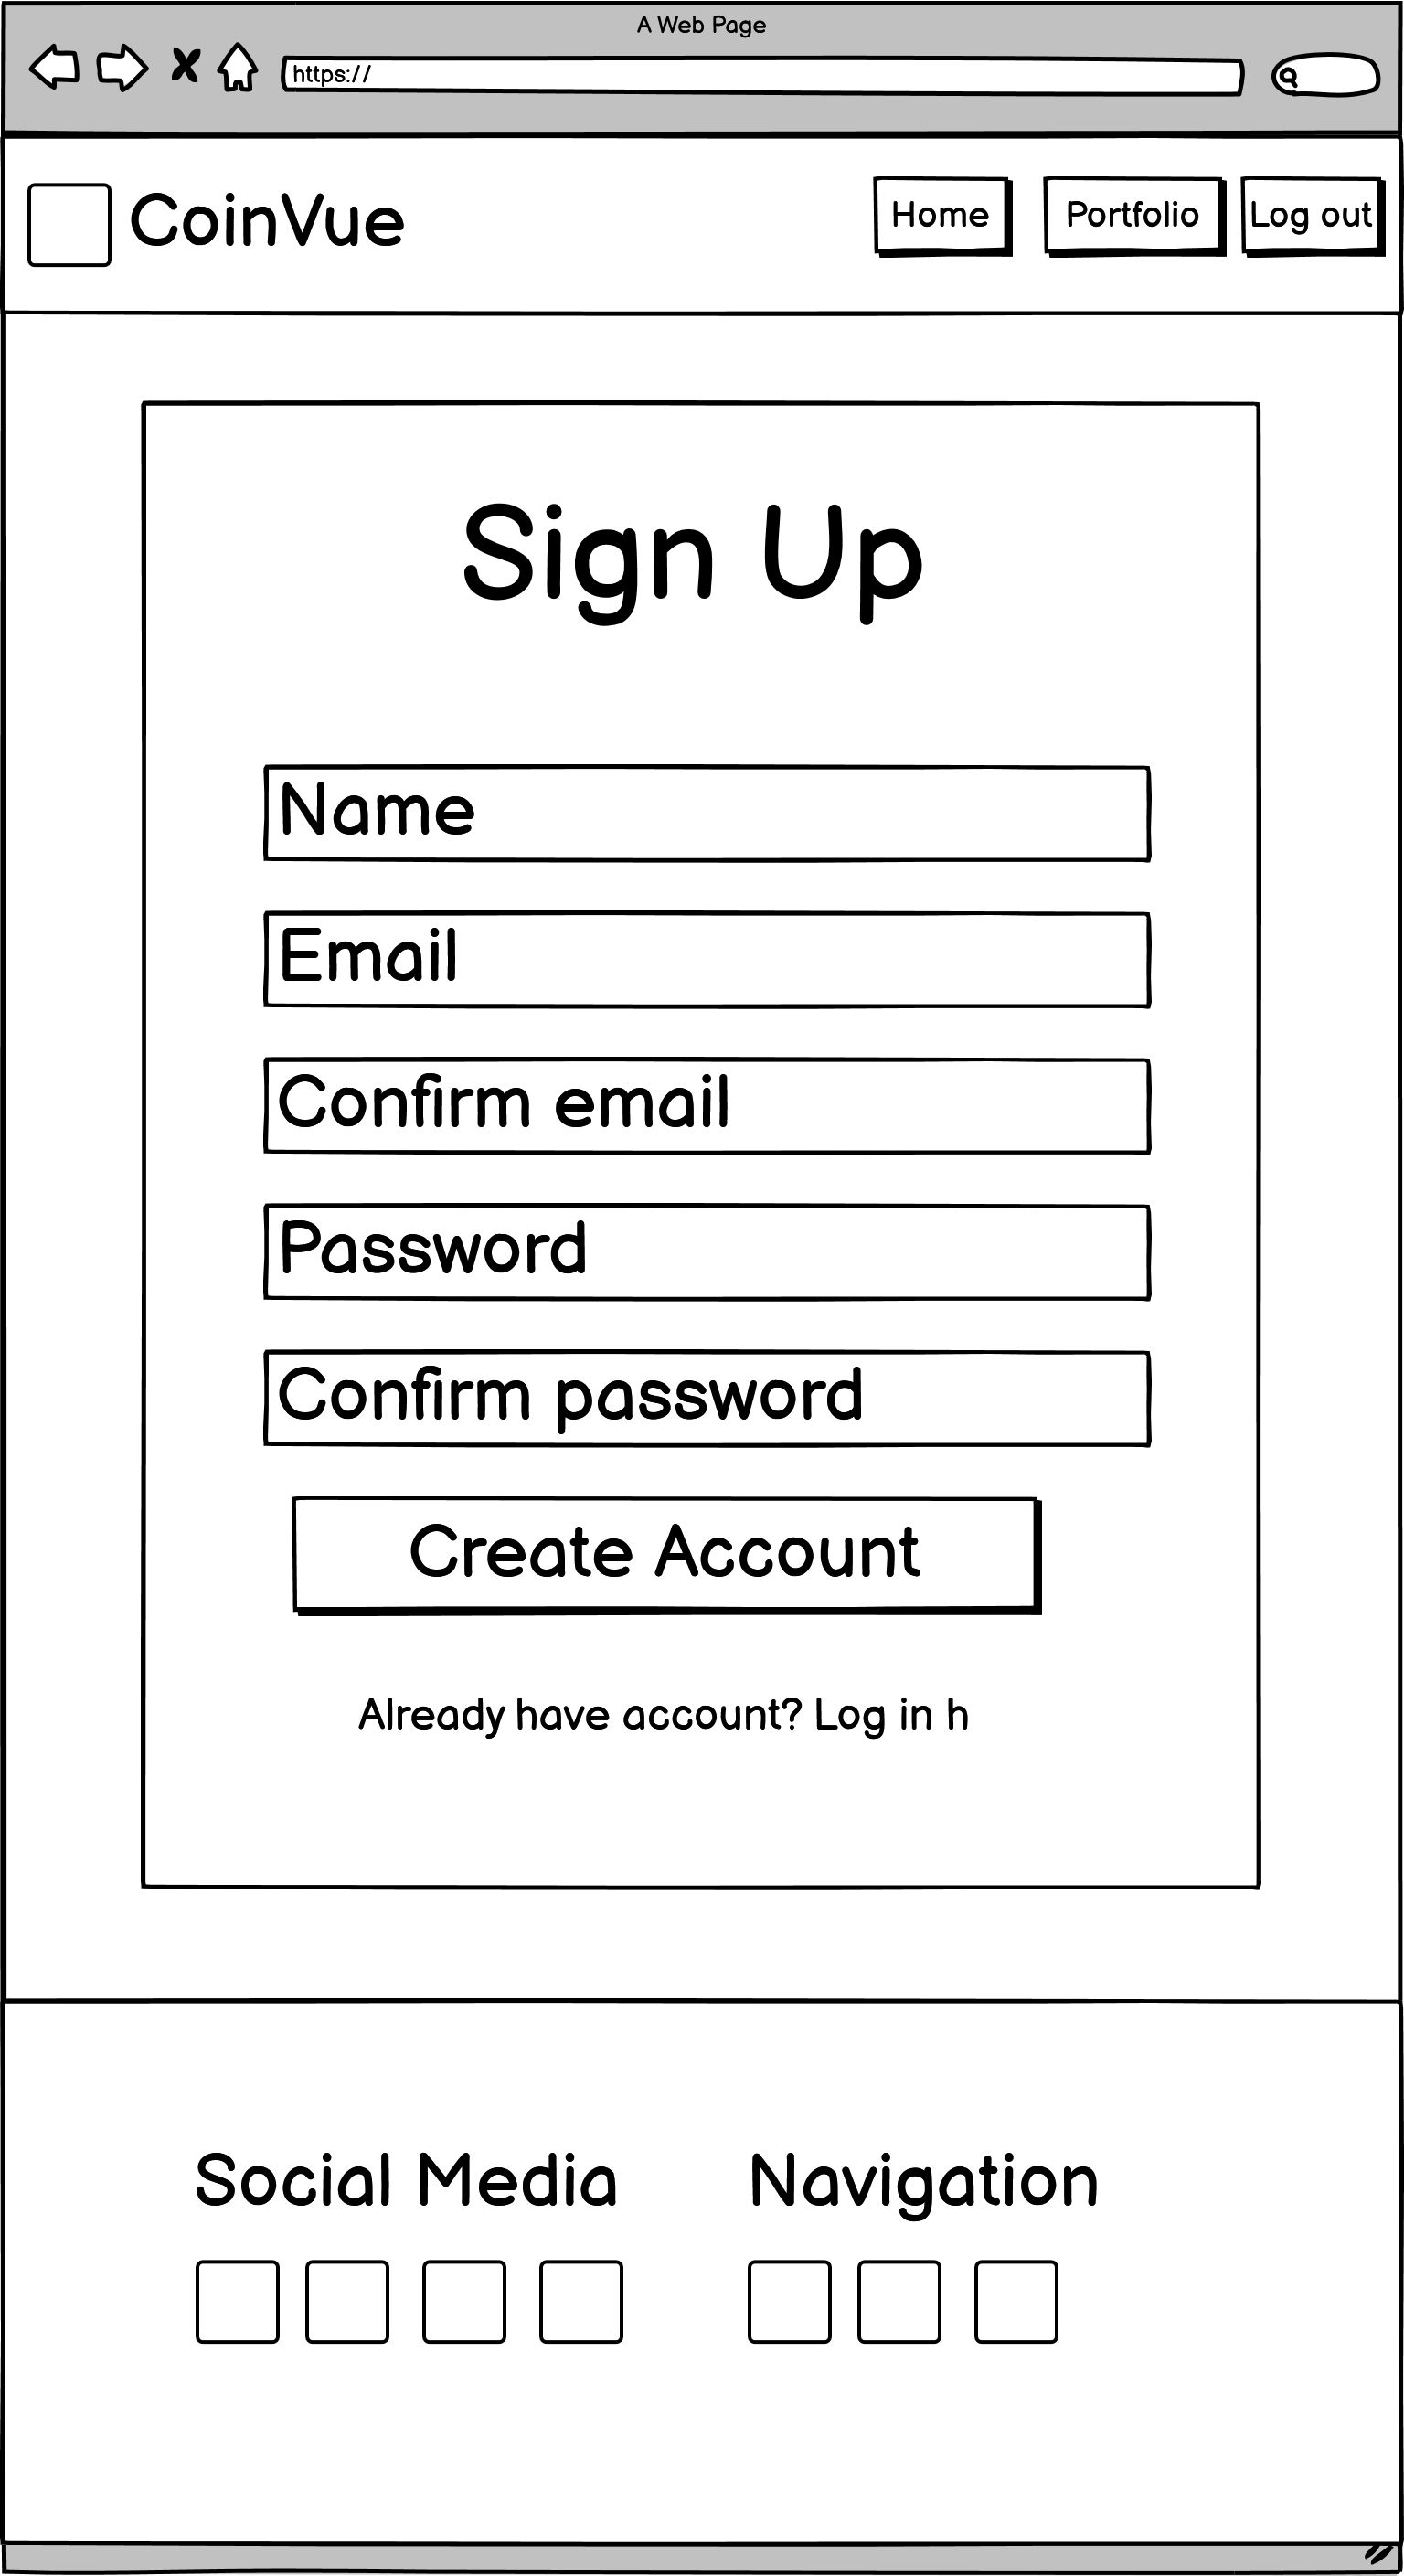 A Web Page
https://
CoinVue
Home Portfolio Log out
Sign Up
Name
Email
Confirm email
Password
Confirm password
Create Account
Already have account? Log in h
Social Media Navigation